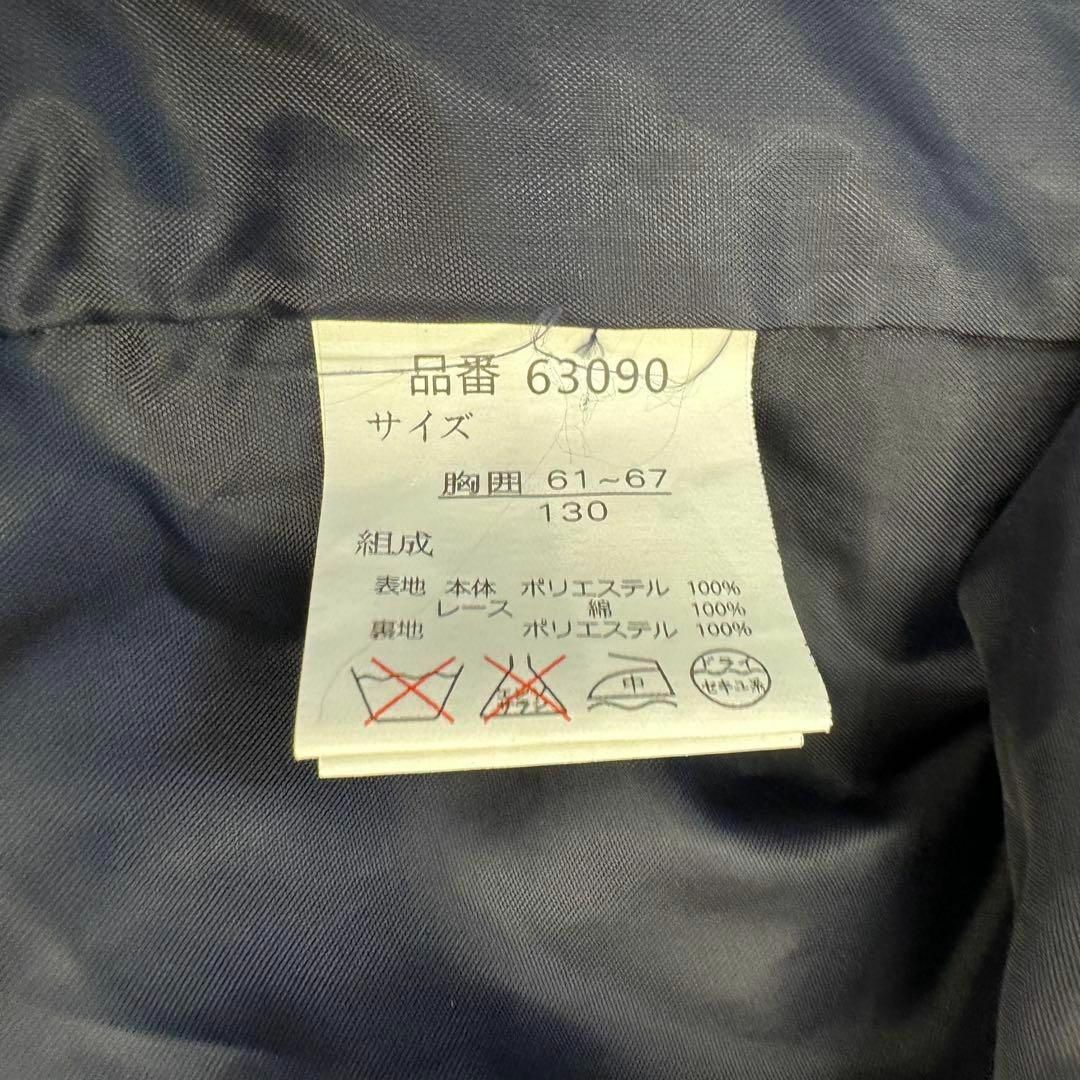 品番 63090
サイズ
胸囲 61~67
130
組成
表地 本体 ポリエステル 100%
レース 綿 100%
裏地 ポリエステル 100%
中
ドライ
セキユ系